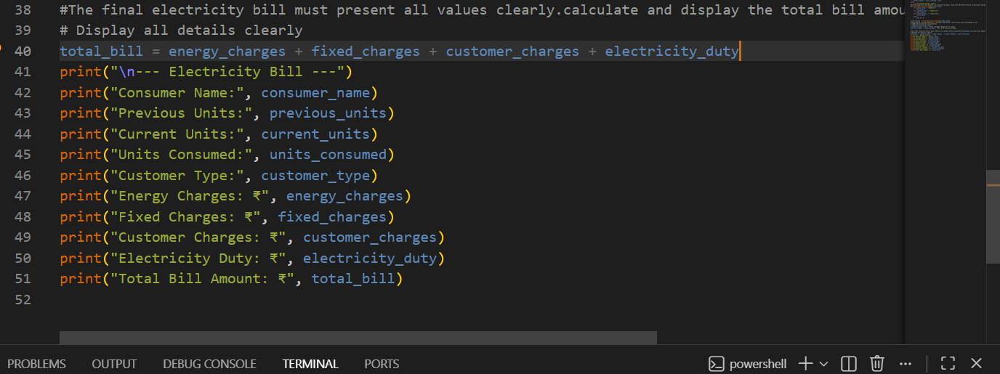 38 #The final electricity bill must present all values clearly.calculate and display the total bill amou
39 # Display all details clearly
40 total_bill = energy_charges + fixed_charges + customer_charges + electricity_duty
41 print("\n--- Electricity Bill ---")
42 print("Consumer Name:", consumer_name)
43 print("Previous Units:", previous_units)
44 print("Current Units:", current_units)
45 print("Units Consumed:", units_consumed)
46 print("Customer Type:", customer_type)
47 print("Energy Charges: ₹", energy_charges)
48 print("Fixed Charges: ₹", fixed_charges)
49 print("Customer Charges: ₹", customer_charges)
50 print("Electricity Duty: ₹", electricity_duty)
51 print("Total Bill Amount: ₹", total_bill)
52
PROBLEMS OUTPUT DEBUG CONSOLE TERMINAL PORTS powershell